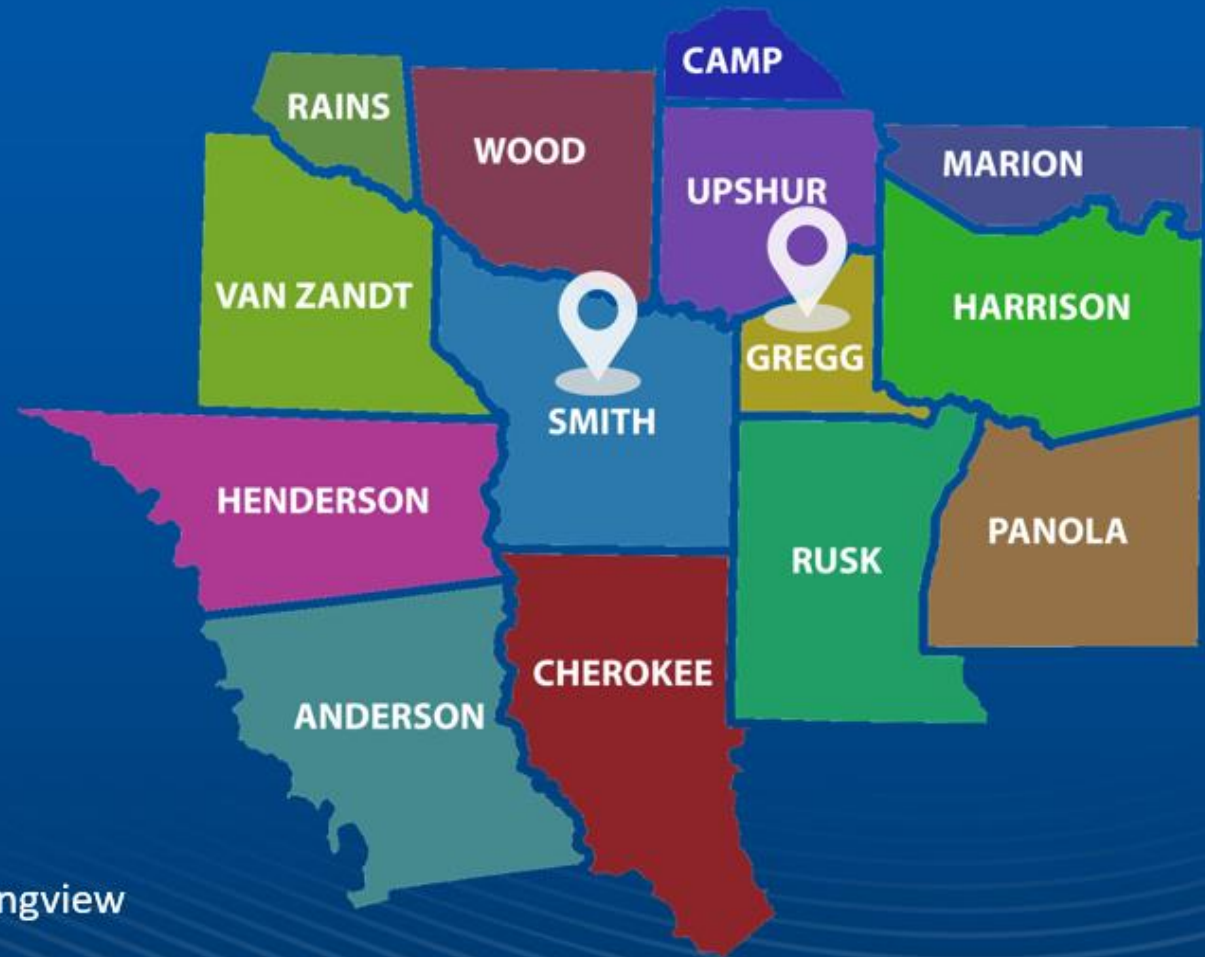 CAMP
RAINS
WOOD
MARION
UPSHUR
VAN ZANDT
HARRISON
GREGG
SMITH
HENDERSON
PANOLA
RUSK
CHEROKEE
ANDERSON
ngview